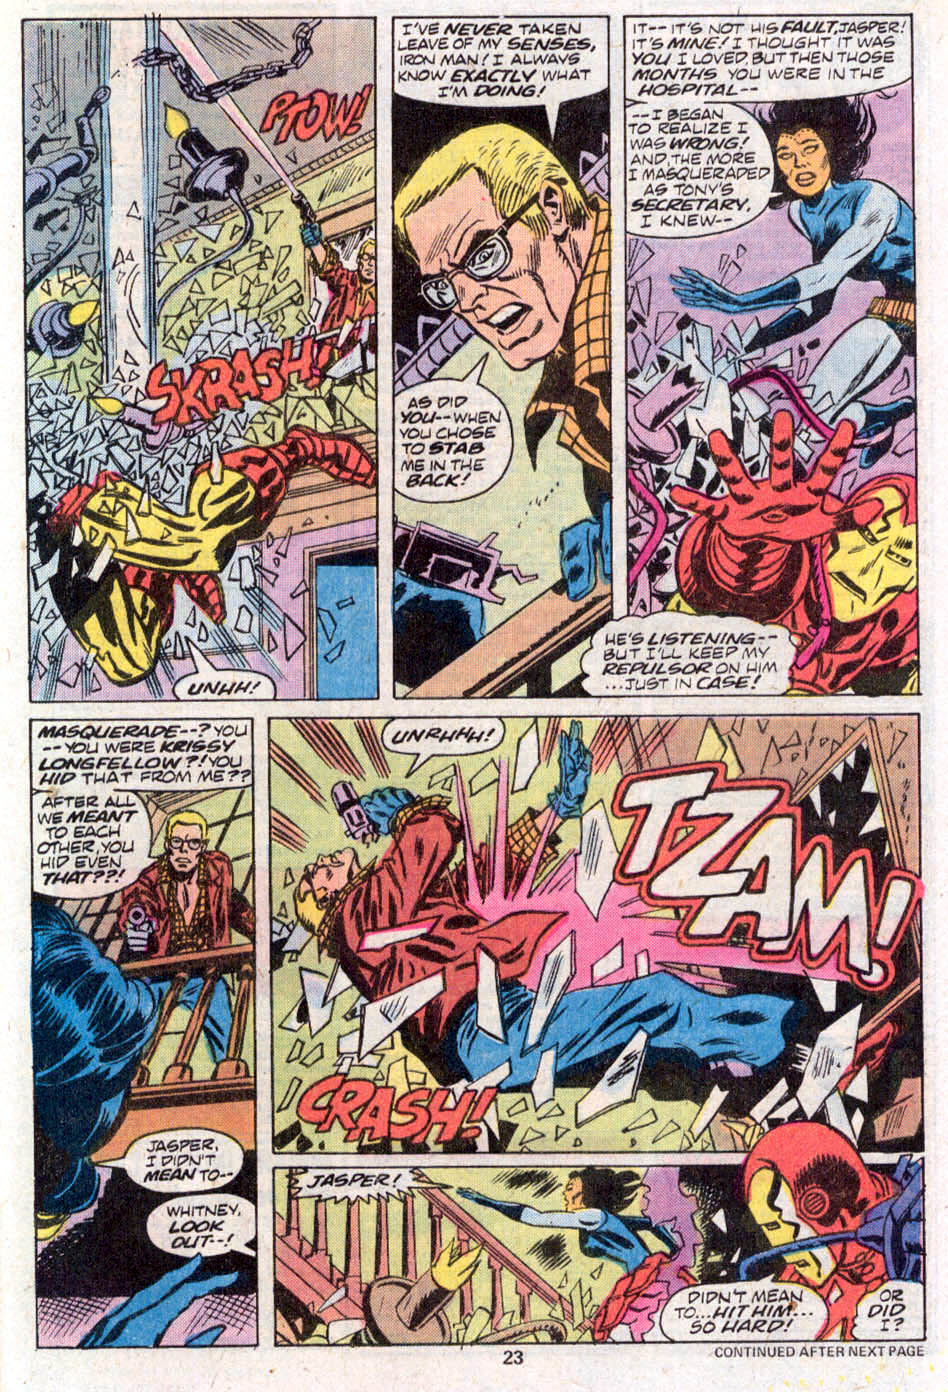 PTOW!
SKRASH!
UNHH!
I'VE NEVER TAKEN
LEAVE OF MY SENSES,
IRON MAN! I ALWAYS
KNOW EXACTLY WHAT
I'M DOING!
AS DID
YOU--WHEN
YOU CHOSE
TO STAB
ME IN THE
BACK!
IT-- IT'S NOT HIS FAULT, JASPER!
IT'S MINE! I THOUGHT IT WAS
YOU I LOVED, BUT THEN THOSE
MONTHS YOU WERE IN THE
HOSPITAL--
--I BEGAN
TO REALIZE I
WAS WRONG!
AND, THE MORE
I MASQUERADED
AS TONY'S
SECRETARY,
I KNEW--
HE'S LISTENING--
BUT I'LL KEEP MY
REPULSOR ON HIM
...JUST IN CASE!
MASQUERADE--? YOU
-- YOU WERE KRISSY
LONGFELLOW?! YOU
HID THAT FROM ME??
AFTER ALL
WE MEANT
TO EACH
OTHER, YOU
HID EVEN
THAT??!
JASPER,
I DIDN'T
MEAN TO--
WHITNEY,
LOOK
OUT--!
UNRHHH!
TZAM!
CRASH!
JASPER!
DIDN'T MEAN
TO...HIT HIM...
SO HARD!
OR
DID
I?
23
CONTINUED AFTER NEXT PAGE